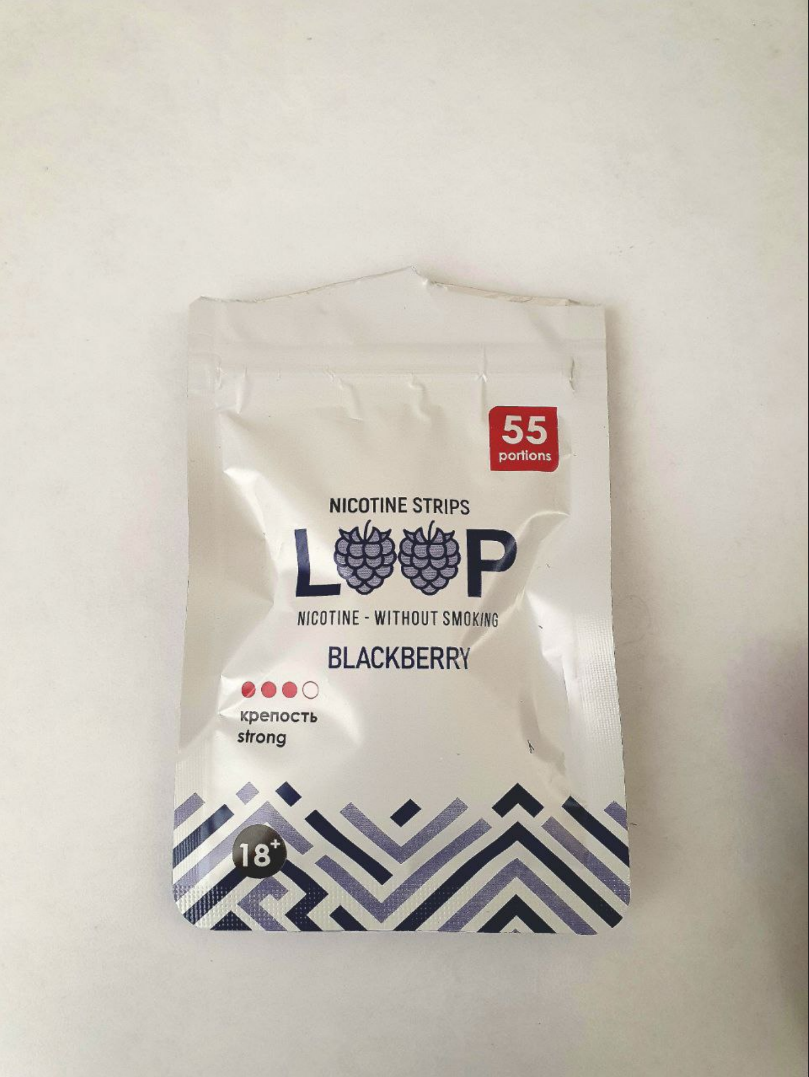 55
portions
NICOTINE STRIPS
LOOP
NICOTINE - WITHOUT SMOKING
BLACKBERRY
крепость
strong
18+